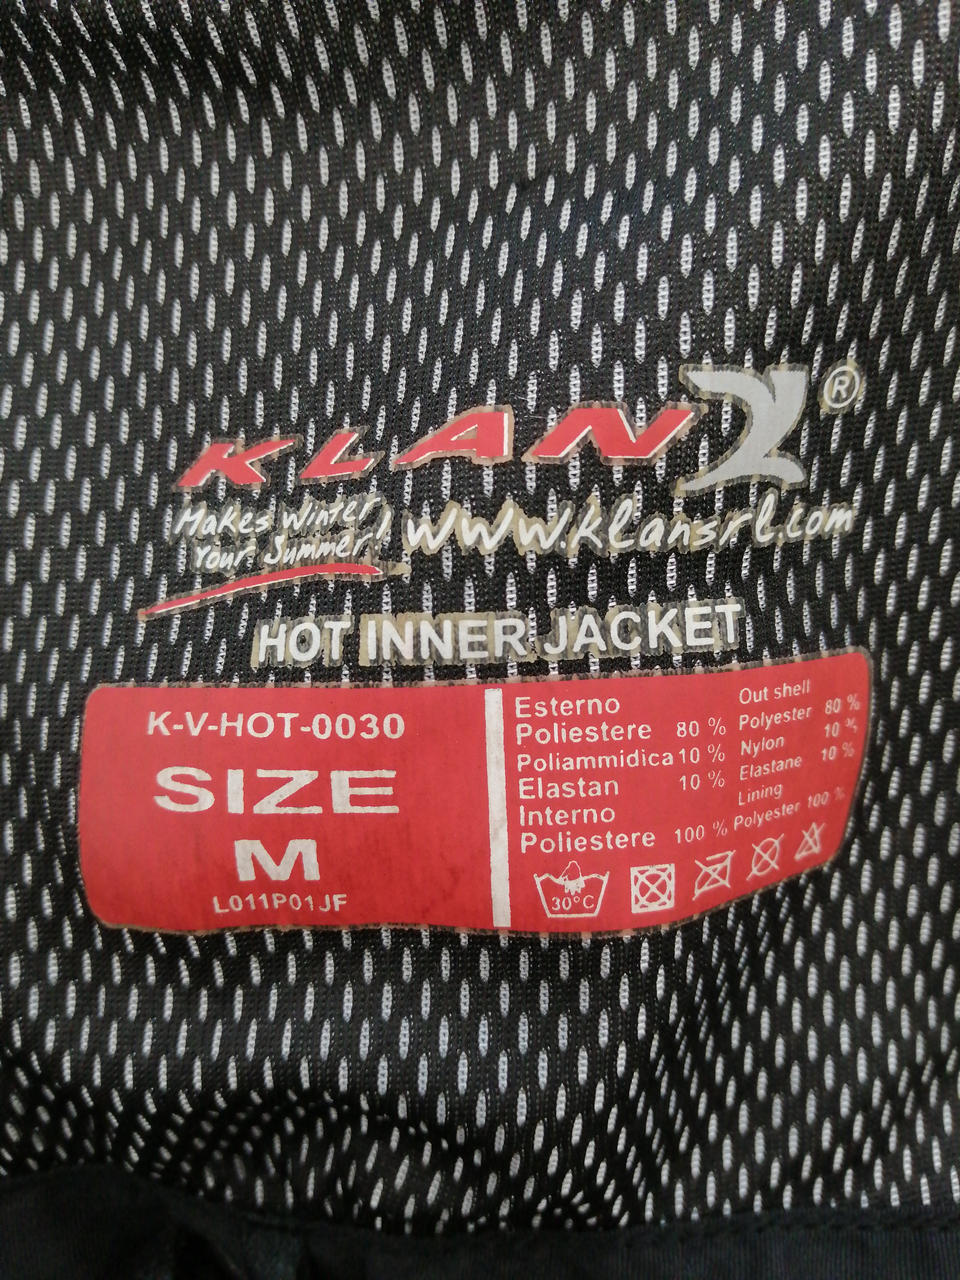 KLAN ®
Makes Winter
Your Summer!
www.klansrl.com
HOT INNER JACKET
K-V-HOT-0030
SIZE
M
L011P01JF
Esterno
Poliestere 80 %
Poliammidica 10 %
Elastan 10 %
Interno
Poliestere 100 %
Out shell
Polyester 80 %
Nylon 10 %
Elastane 10 %
Lining
Polyester 100 %
30°C